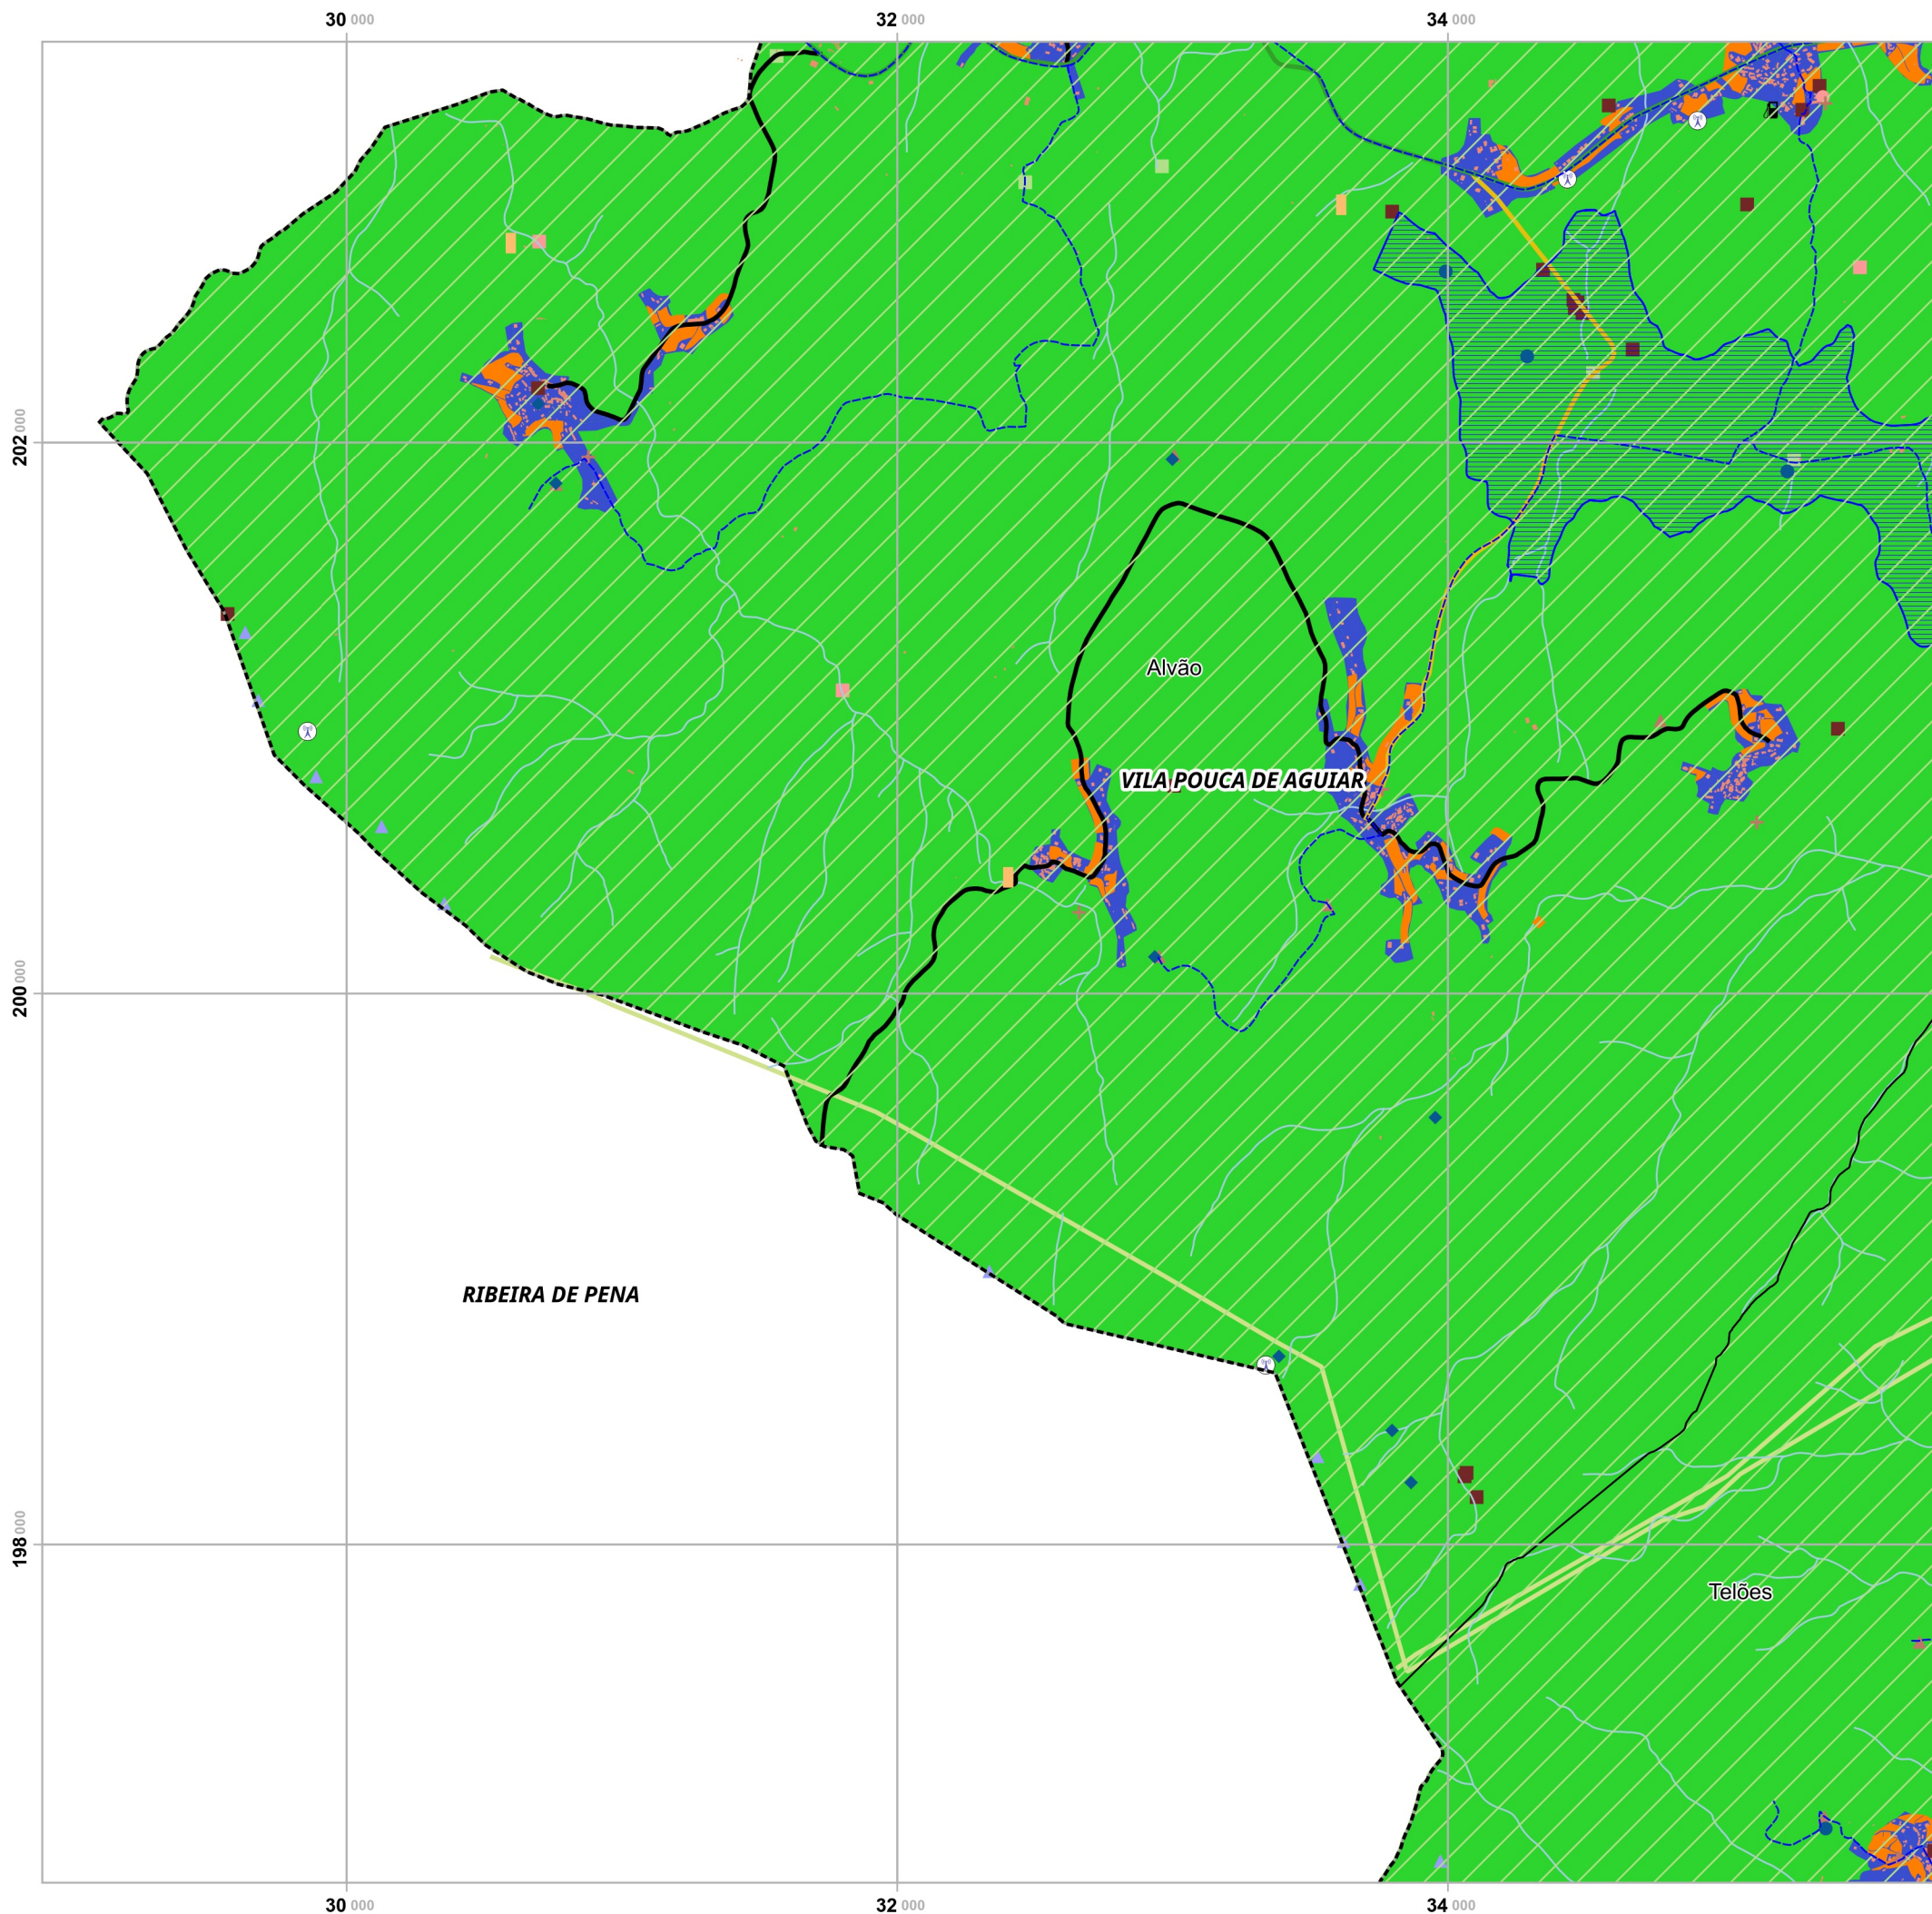 30 000 32 000 34 000
202 000
Alvão
VILA POUCA DE AGUIAR
200 000
RIBEIRA DE PENA
198 000
Telões
30 000 32 000 34 000